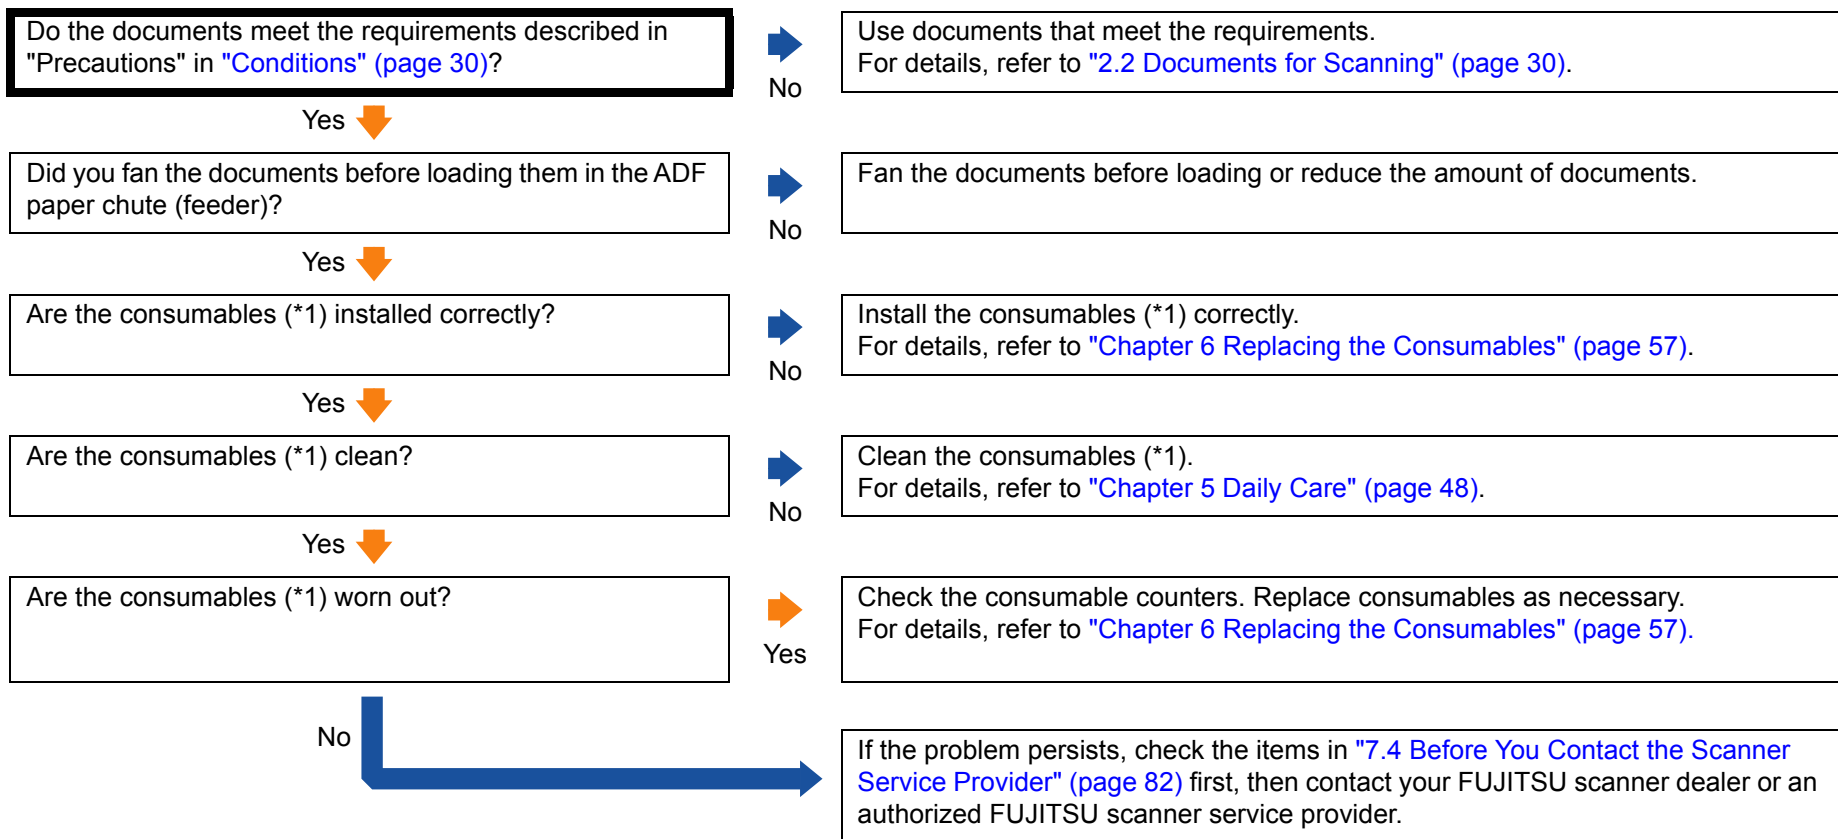 Do the documents meet the requirements described in
"Precautions" in "Conditions" (page 30)?
No
Use documents that meet the requirements.
For details, refer to "2.2 Documents for Scanning" (page 30).
Yes
Did you fan the documents before loading them in the ADF
paper chute (feeder)?
No
Fan the documents before loading or reduce the amount of documents.
Yes
Are the consumables (*1) installed correctly?
No
Install the consumables (*1) correctly.
For details, refer to "Chapter 6 Replacing the Consumables" (page 57).
Yes
Are the consumables (*1) clean?
No
Clean the consumables (*1).
For details, refer to "Chapter 5 Daily Care" (page 48).
Yes
Are the consumables (*1) worn out?
Yes
Check the consumable counters. Replace consumables as necessary.
For details, refer to "Chapter 6 Replacing the Consumables" (page 57).
No
If the problem persists, check the items in "7.4 Before You Contact the Scanner
Service Provider" (page 82) first, then contact your FUJITSU scanner dealer or an
authorized FUJITSU scanner service provider.